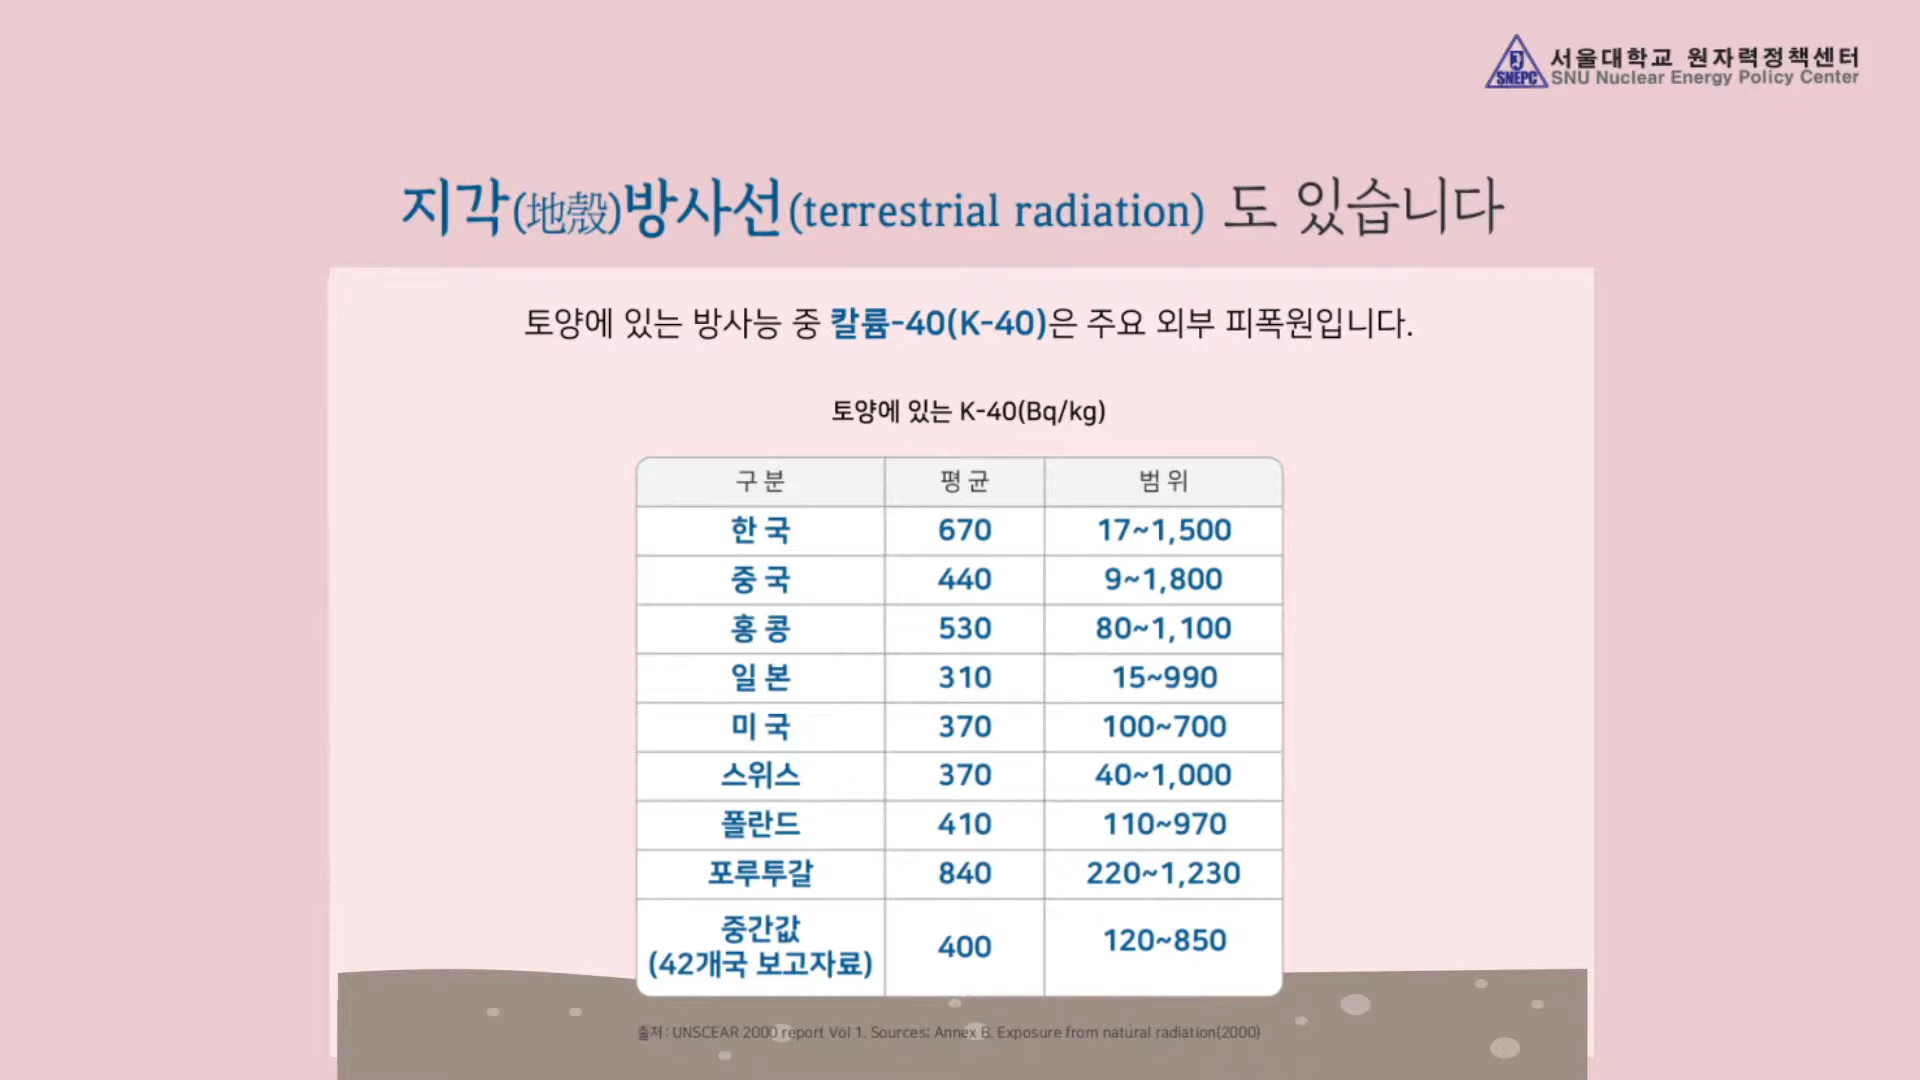 서울대학교 원자력정책센터
SNEPC SNU Nuclear Energy Policy Center
지각(地殼)방사선(terrestrial radiation) 도 있습니다
토양에 있는 방사능 중 칼륨-40(K-40)은 주요 외부 피폭원입니다.
토양에 있는 K-40(Bq/kg)
구 분 평 균 범 위
한 국 670 17~1,500
중 국 440 9~1,800
홍 콩 530 80~1,100
일 본 310 15~990
미 국 370 100~700
스위스 370 40~1,000
폴란드 410 110~970
포루투갈 840 220~1,230
중간값
(42개국 보고자료) 400 120~850
출처: UNSCEAR 2000 report Vol 1. Sources; Annex B. Exposure from natural radiation(2000)